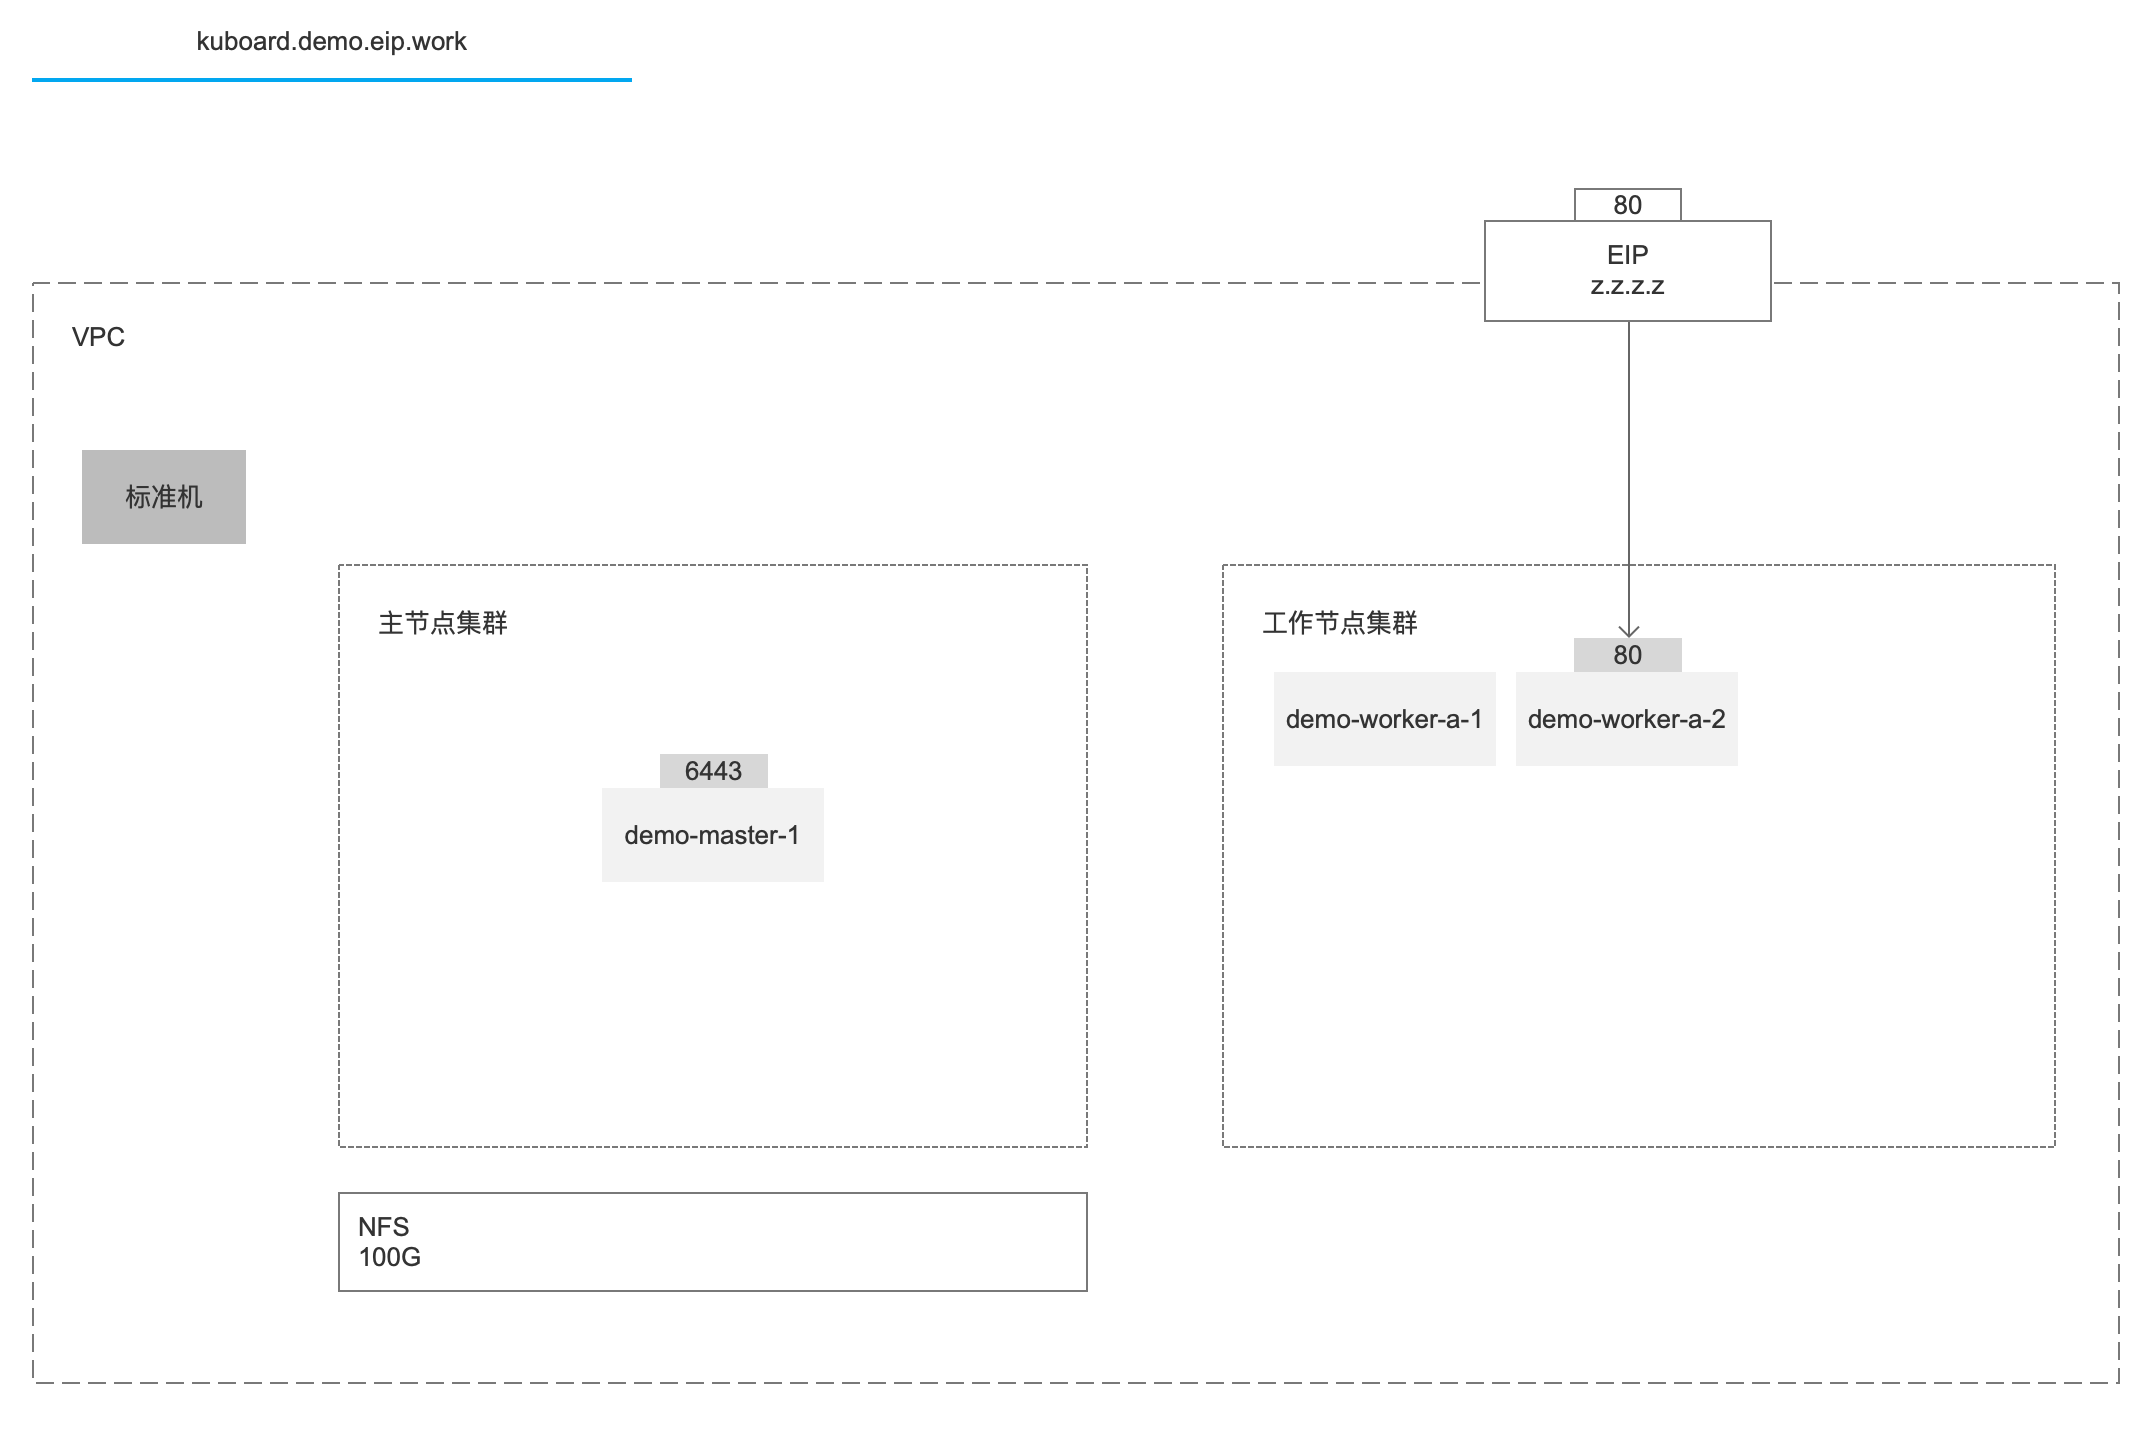 kuboard.demo.eip.work
80
EIP
z.z.z.z
VPC
标准机
主节点集群
6443
demo-master-1
工作节点集群
80
demo-worker-a-1
demo-worker-a-2
NFS
100G